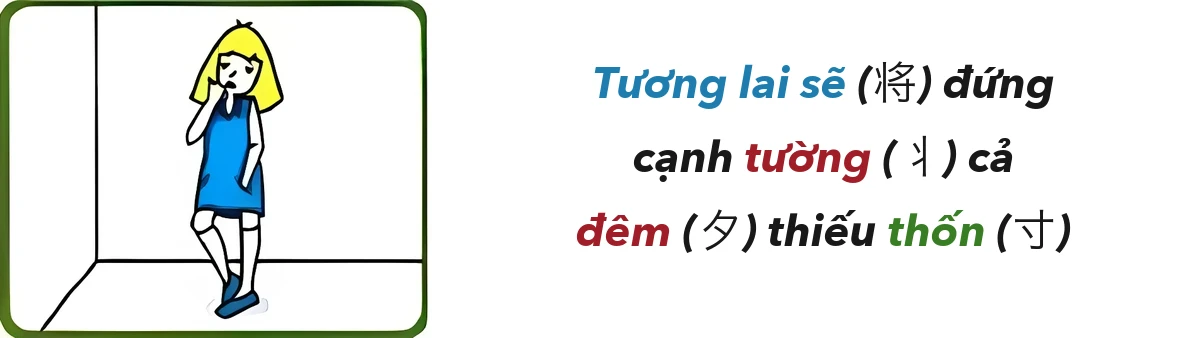 Tương lai sẽ (将) đứng
cạnh tường (丬) cả
đêm (夕) thiếu thốn (寸)